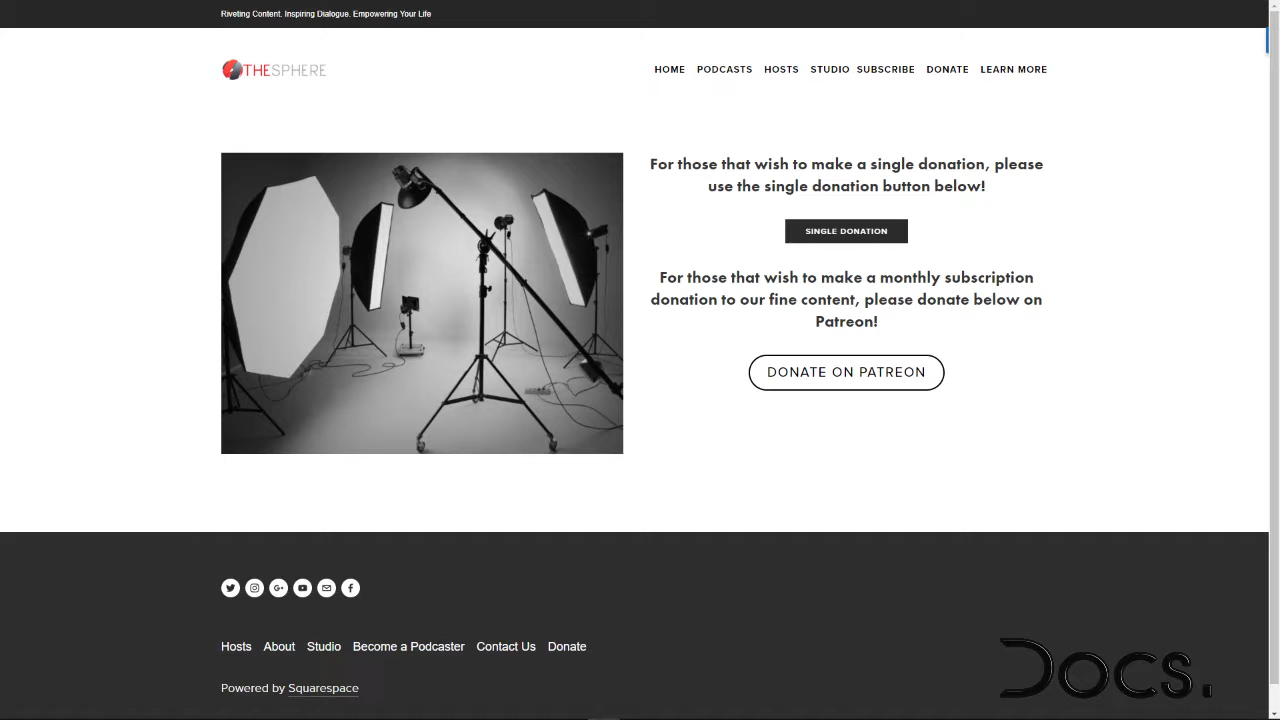 Riveting Content. Inspiring Dialogue. Empowering Your Life
THESPHERE
HOME PODCASTS HOSTS STUDIO SUBSCRIBE DONATE LEARN MORE
For those that wish to make a single donation, please
use the single donation button below!
SINGLE DONATION
For those that wish to make a monthly subscription
donation to our fine content, please donate below on
Patreon!
DONATE ON PATREON
Hosts About Studio Become a Podcaster Contact Us Donate
Powered by Squarespace
Docs.